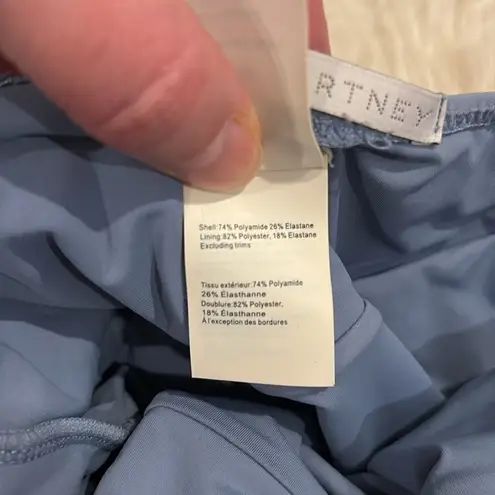 RTNEY
Shell:74% Polyamide 26% Elastane
Lining:82% Polyester, 18% Elastane
Excluding trims
Tissu extérieur:74% Polyamide
26% Élasthanne
Doublure:82% Polyester,
18% Élasthanne
À l'exception des bordures